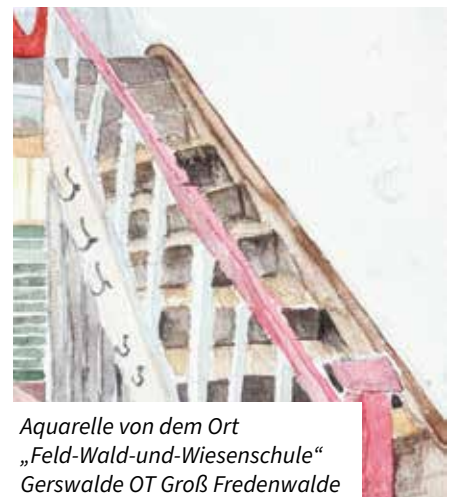 Aquarelle von dem Ort
„Feld-Wald-und-Wiesenschule“
Gerswalde OT Groß Fredenwalde